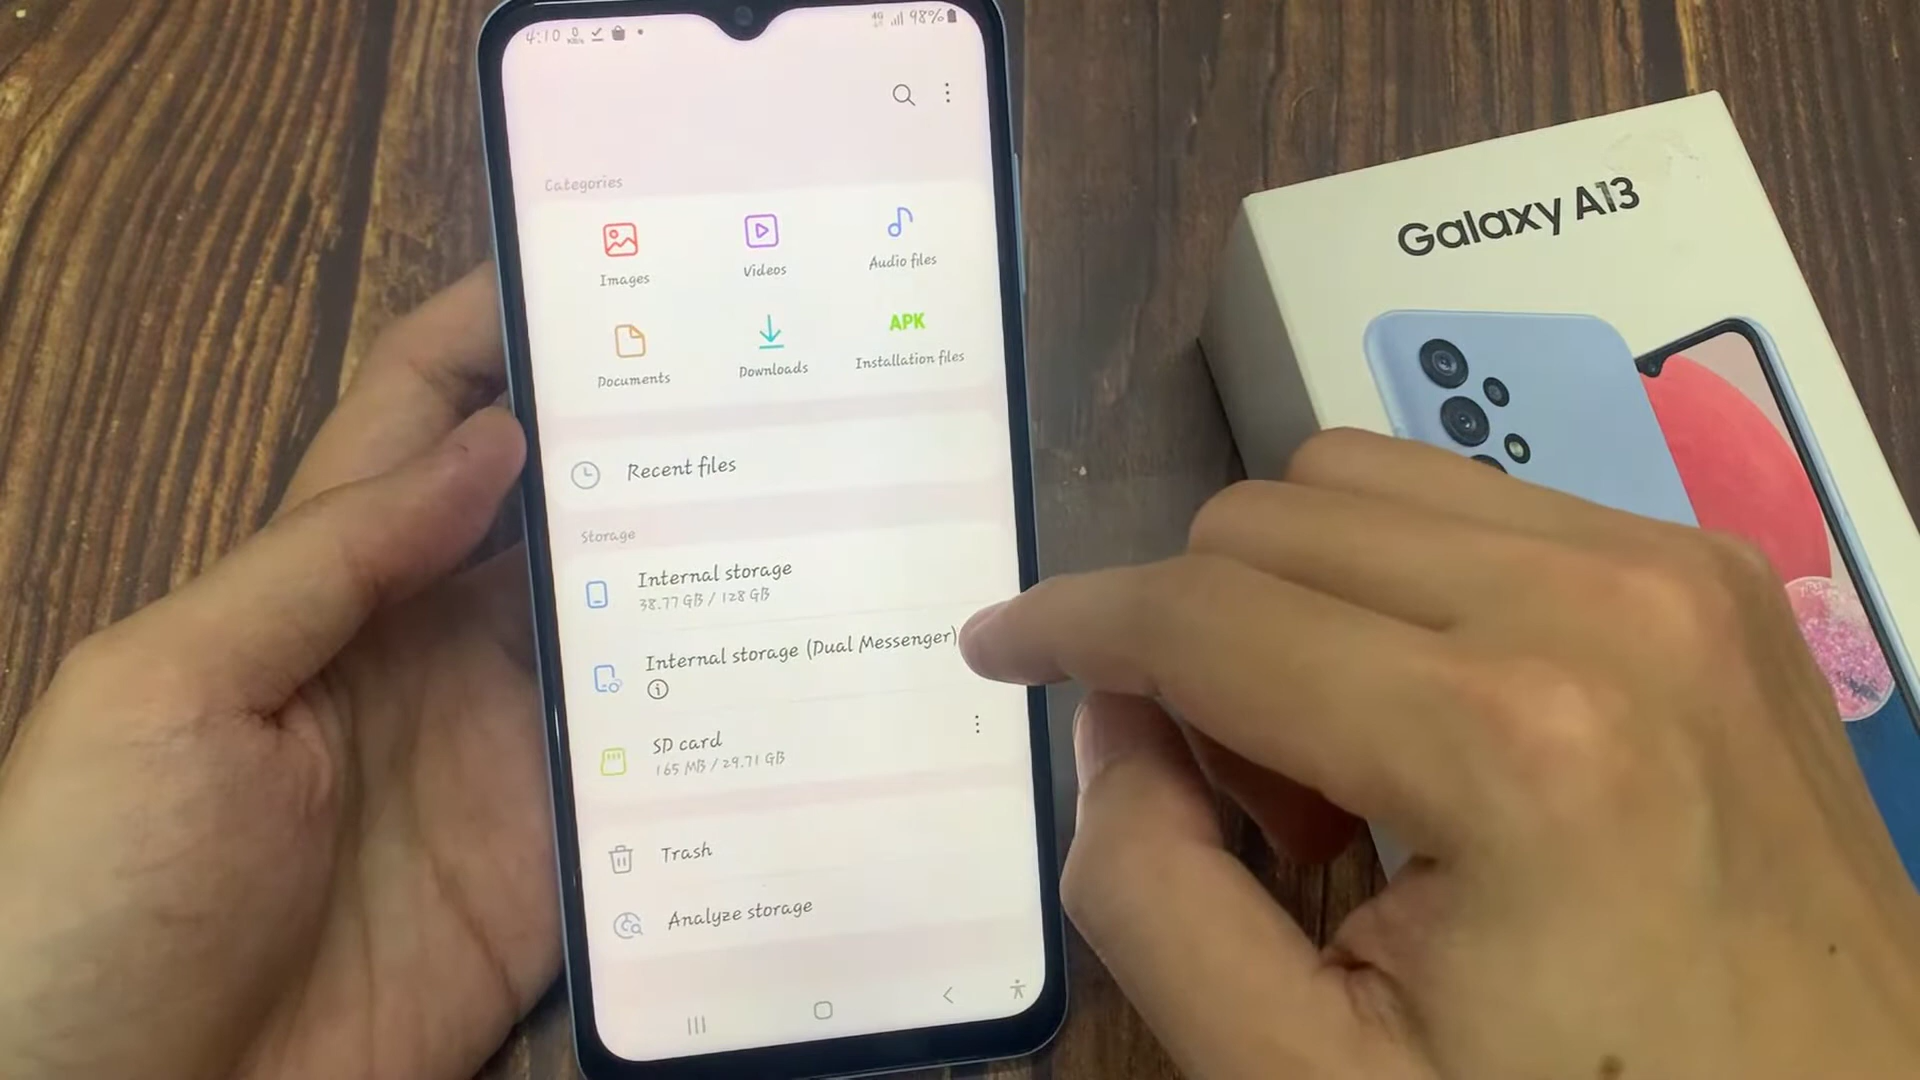 4:10
4G
98%
Categories
Images
Videos
Audio files
Documents
Downloads
APK
Installation files
Recent files
Storage
Internal storage
38.77 GB / 128 GB
Internal storage (Dual Messenger)
SD card
165 MB / 29.71 GB
Trash
Analyze storage
Galaxy A13